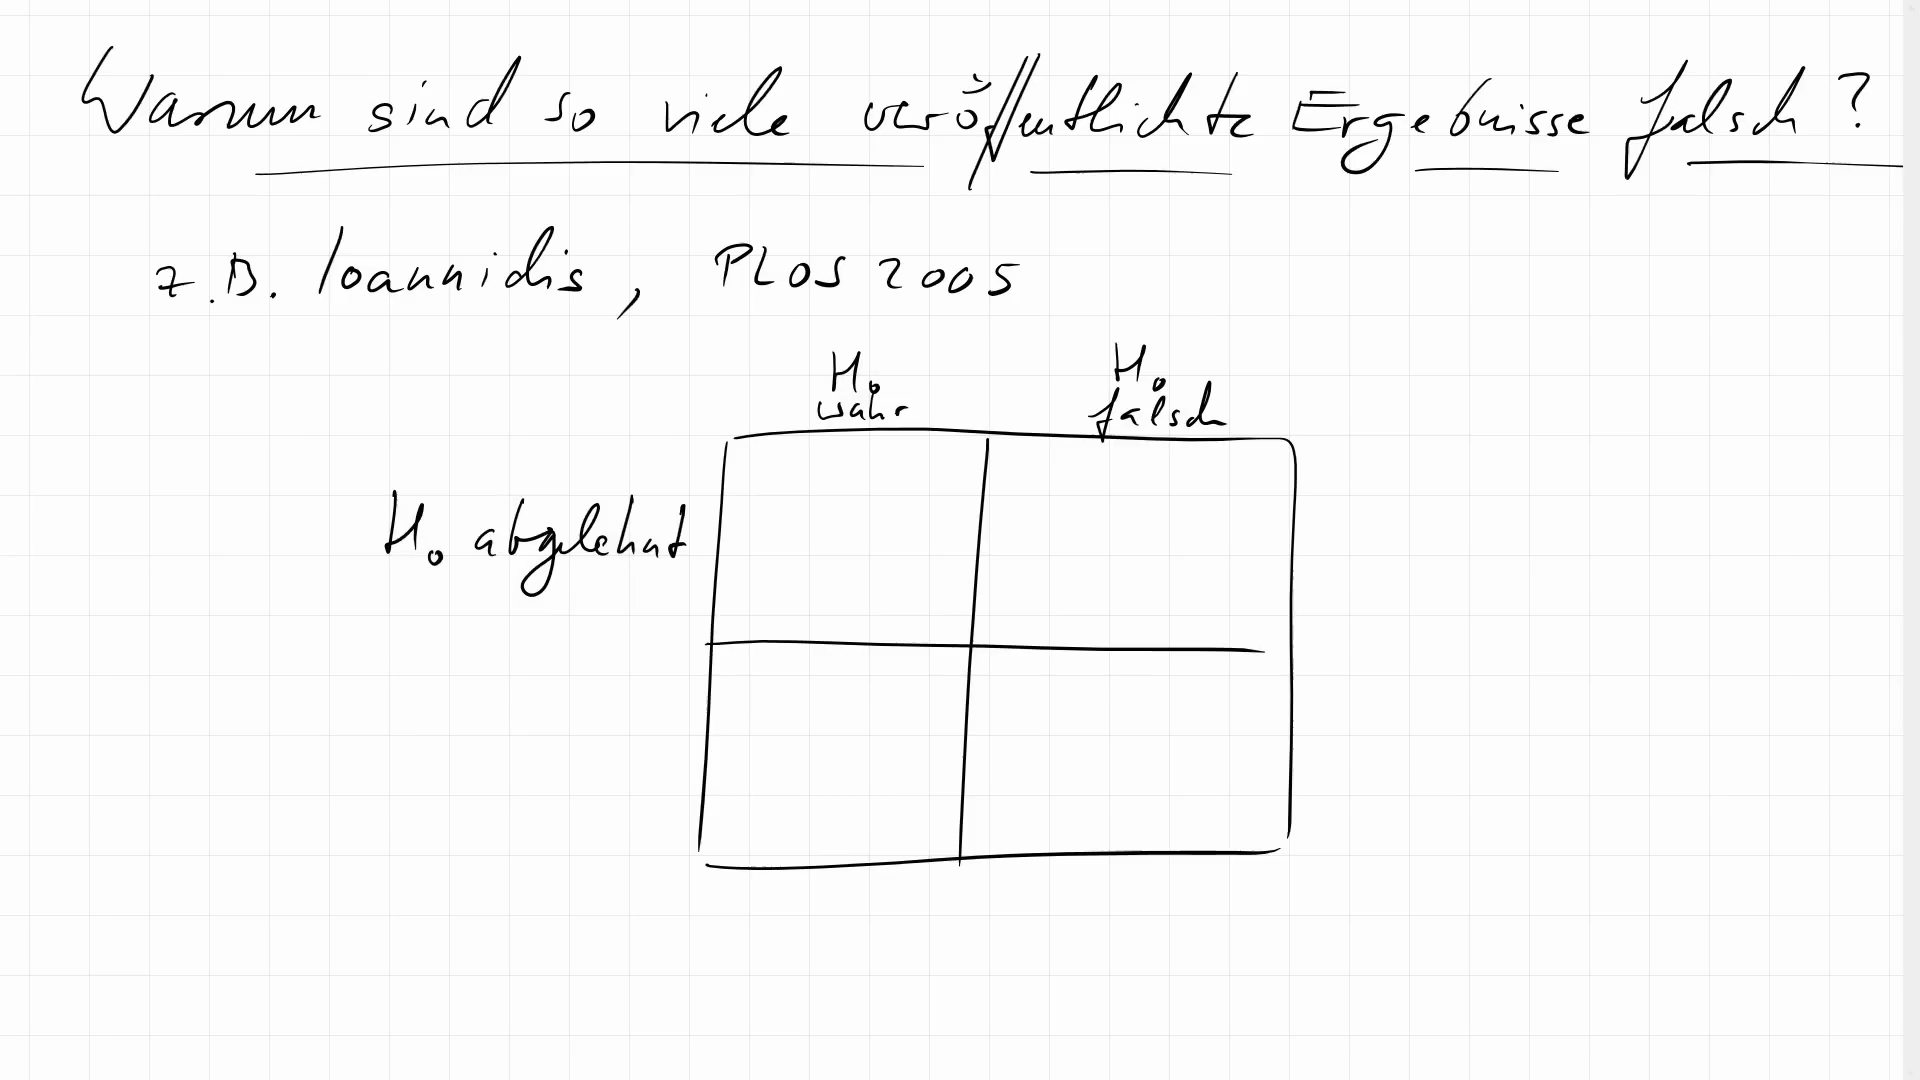 Warum sind so viele veröffentlichte Ergebnisse falsch?
z.B. Ioannidis, PLOS 2005
H₀ wahr
H₀ falsch
H₀ abgelehnt